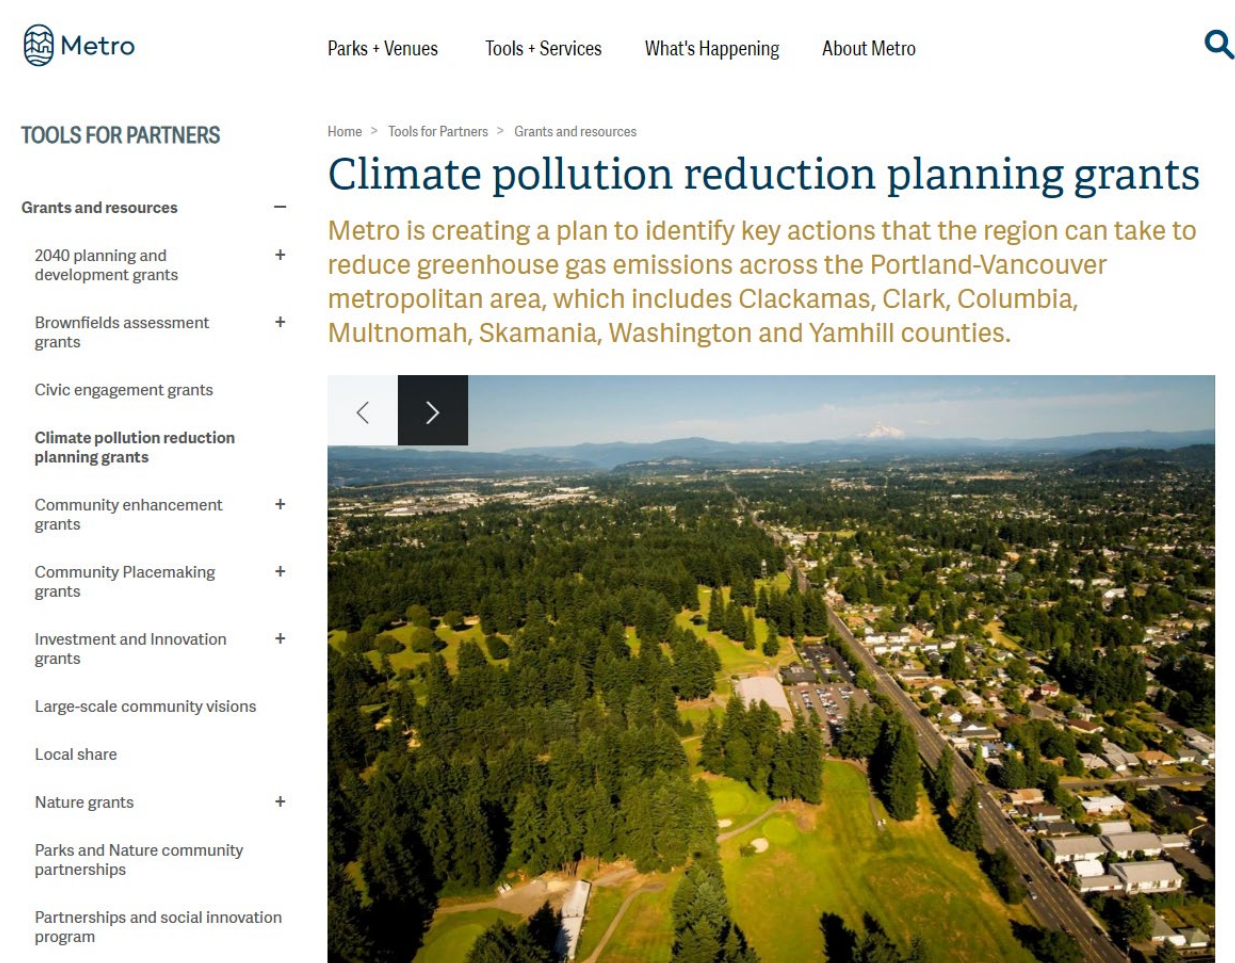 Metro
Parks + Venues
Tools + Services
What's Happening
About Metro
TOOLS FOR PARTNERS
Grants and resources
2040 planning and
development grants
Brownfields assessment
grants
Civic engagement grants
Climate pollution reduction
planning grants
Community enhancement
grants
Community Placemaking
grants
Investment and Innovation
grants
Large-scale community visions
Local share
Nature grants
Parks and Nature community
partnerships
Partnerships and social innovation
program
Home > Tools for Partners > Grants and resources
Climate pollution reduction planning grants
Metro is creating a plan to identify key actions that the region can take to
reduce greenhouse gas emissions across the Portland-Vancouver
metropolitan area, which includes Clackamas, Clark, Columbia,
Multnomah, Skamania, Washington and Yamhill counties.